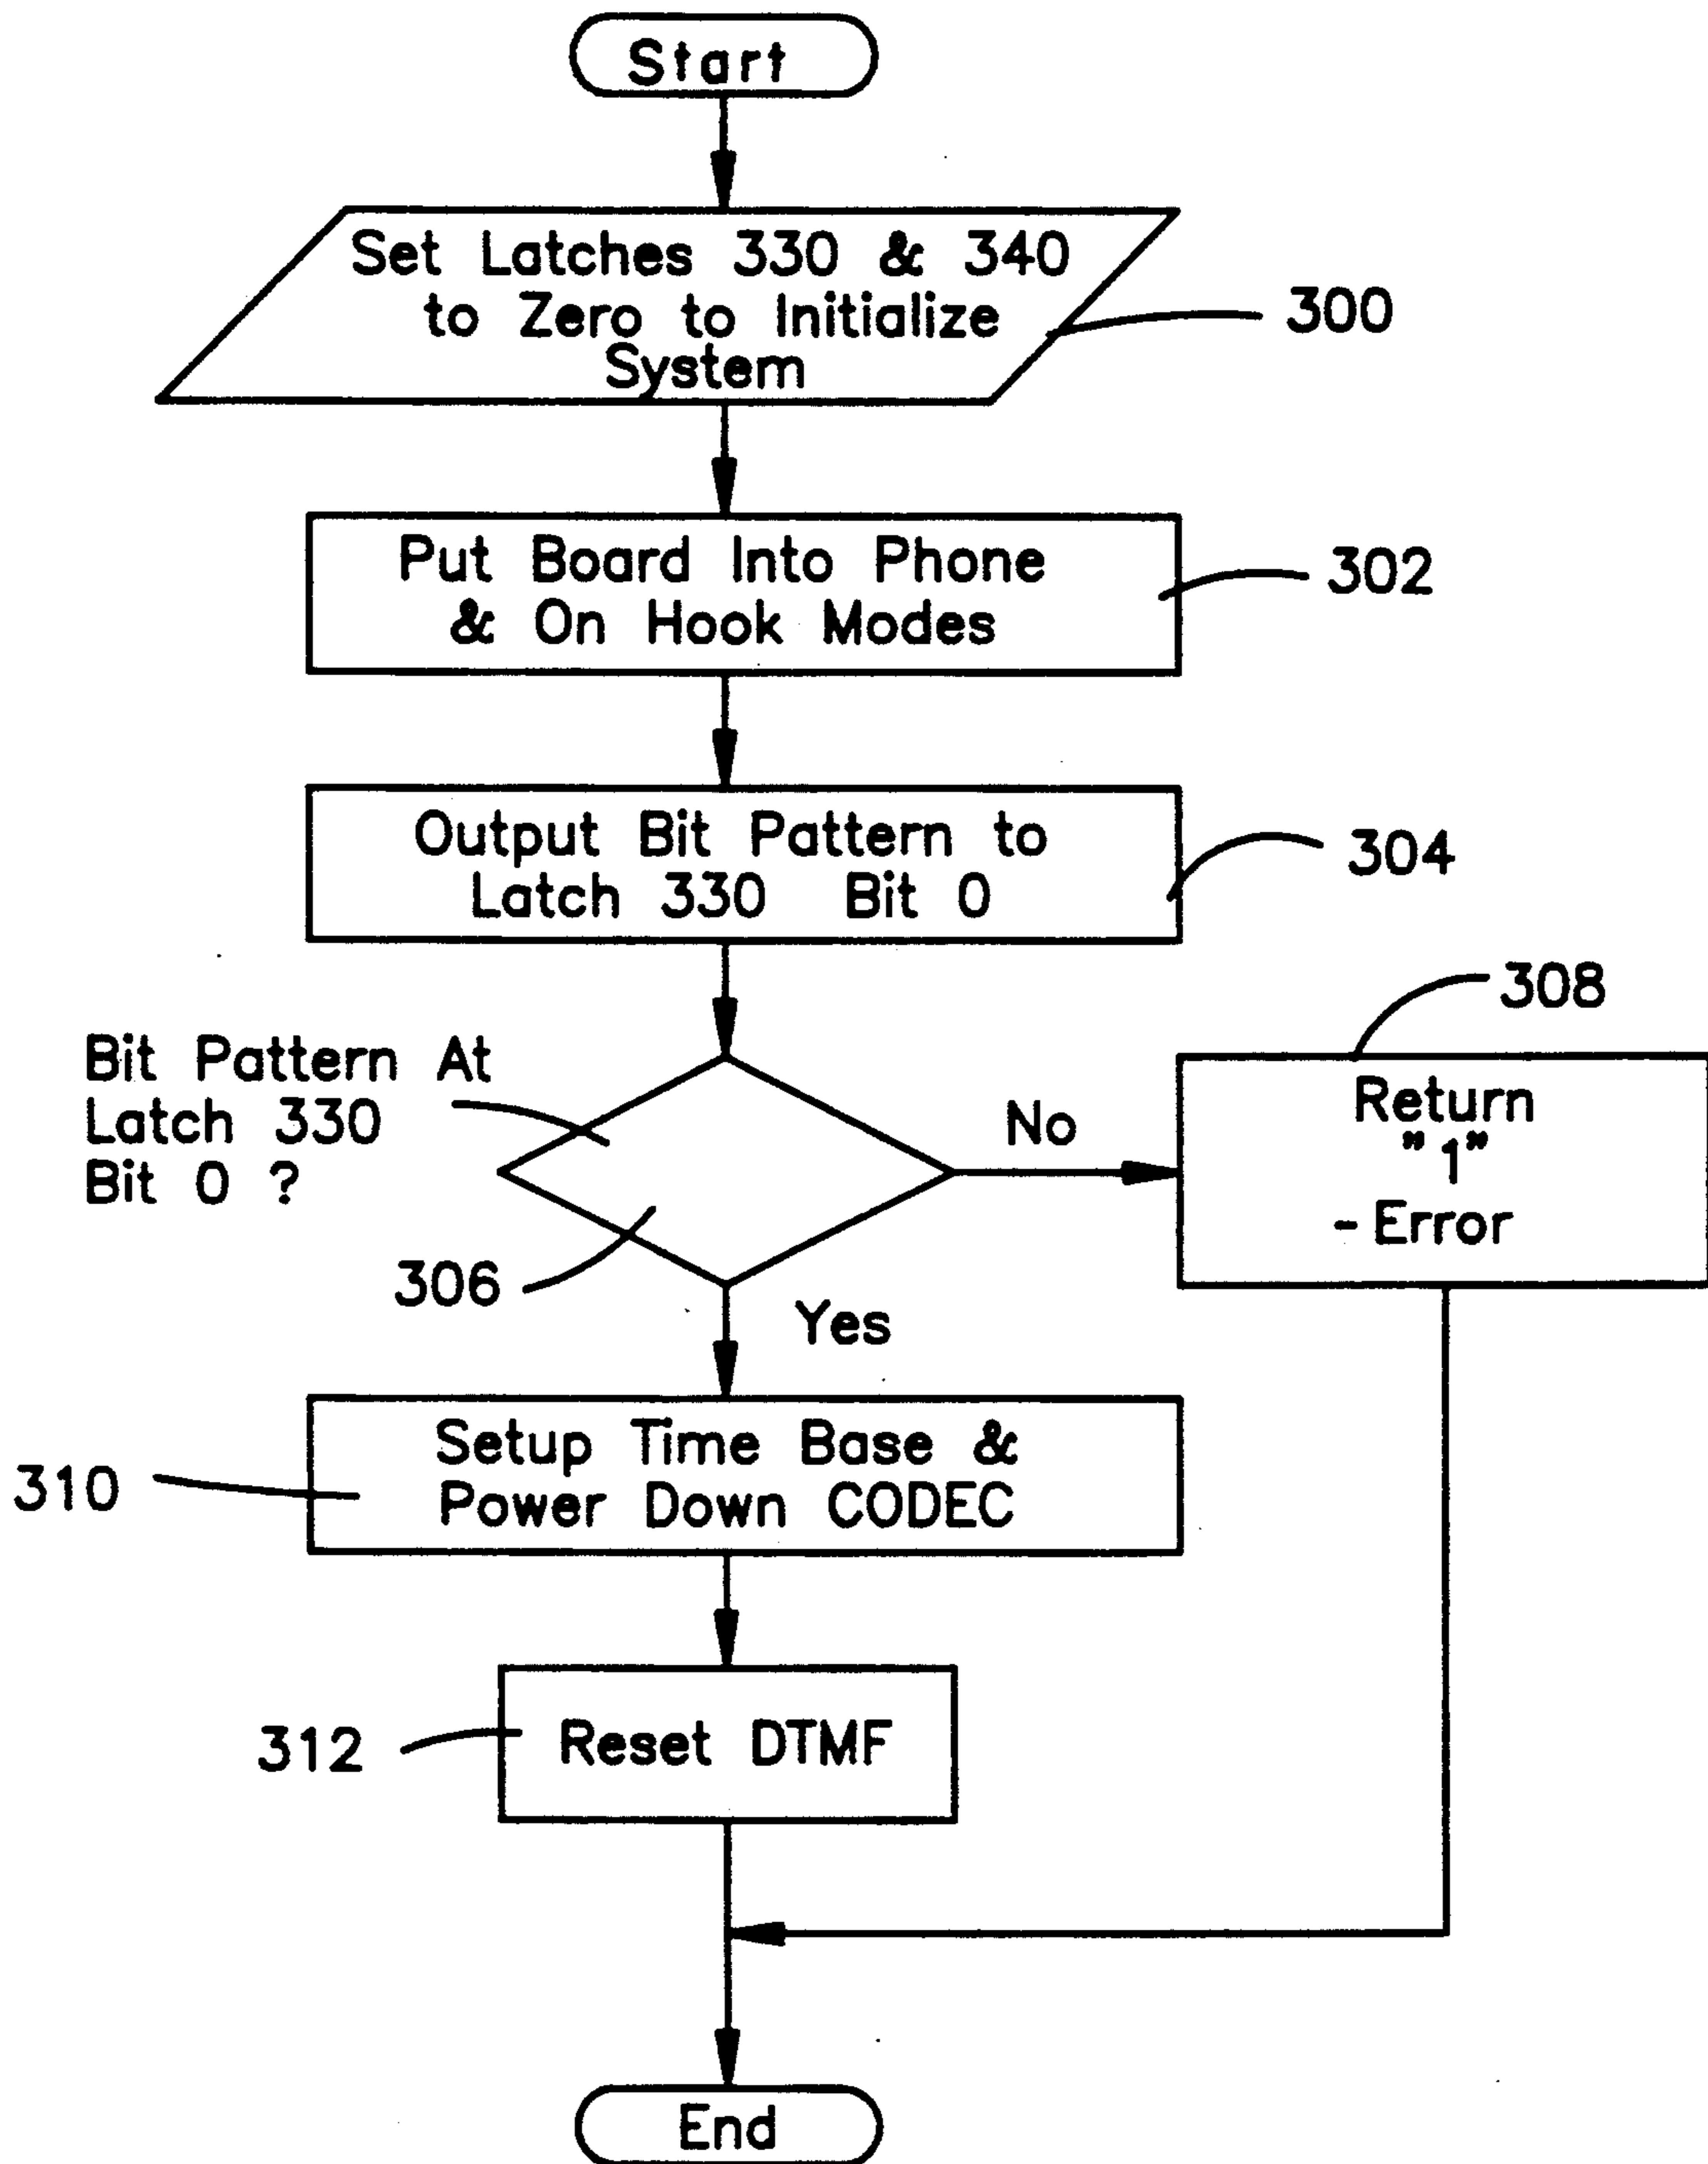 Start
Set Latches 330 & 340
to Zero to Initialize
System
300
Put Board Into Phone
& On Hook Modes
302
Output Bit Pattern to
Latch 330 Bit 0
304
Bit Pattern At
Latch 330
Bit 0 ?
306
No
308
Return
"1"
- Error
Yes
Setup Time Base &
Power Down CODEC
310
Reset DTMF
312
End